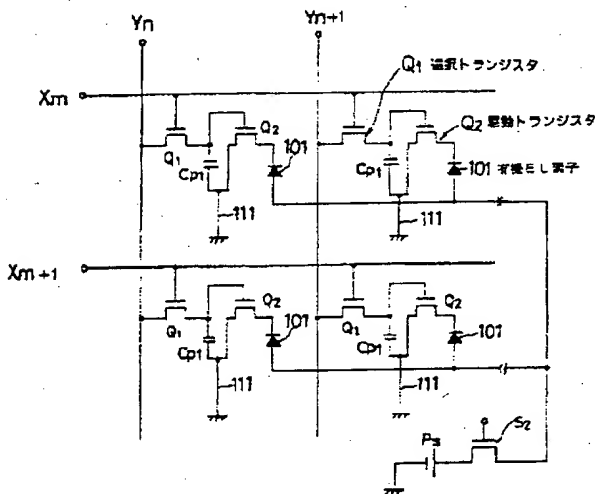 Yn
Yn+1
Q1 選択トランジスタ
Xm
Q2
Q2 駆動トランジスタ
101
Q1
Cp1
Cp1
101 有機EL素子
111
111
Xm+1
Q2
Q2
101
101
Q1
Q1
Cp1
Cp1
111
111
Ps
S2